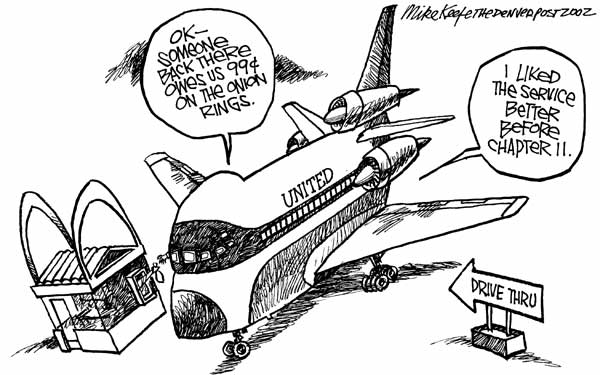 Mike Keefe THE DENVER POST 2002
OK—
SOMEONE
BACK THERE
OWES US 99¢
ON THE ONION
RINGS.
I LIKED
THE SERVICE
BETTER
BEFORE
CHAPTER 11.
UNITED
DRIVE THRU